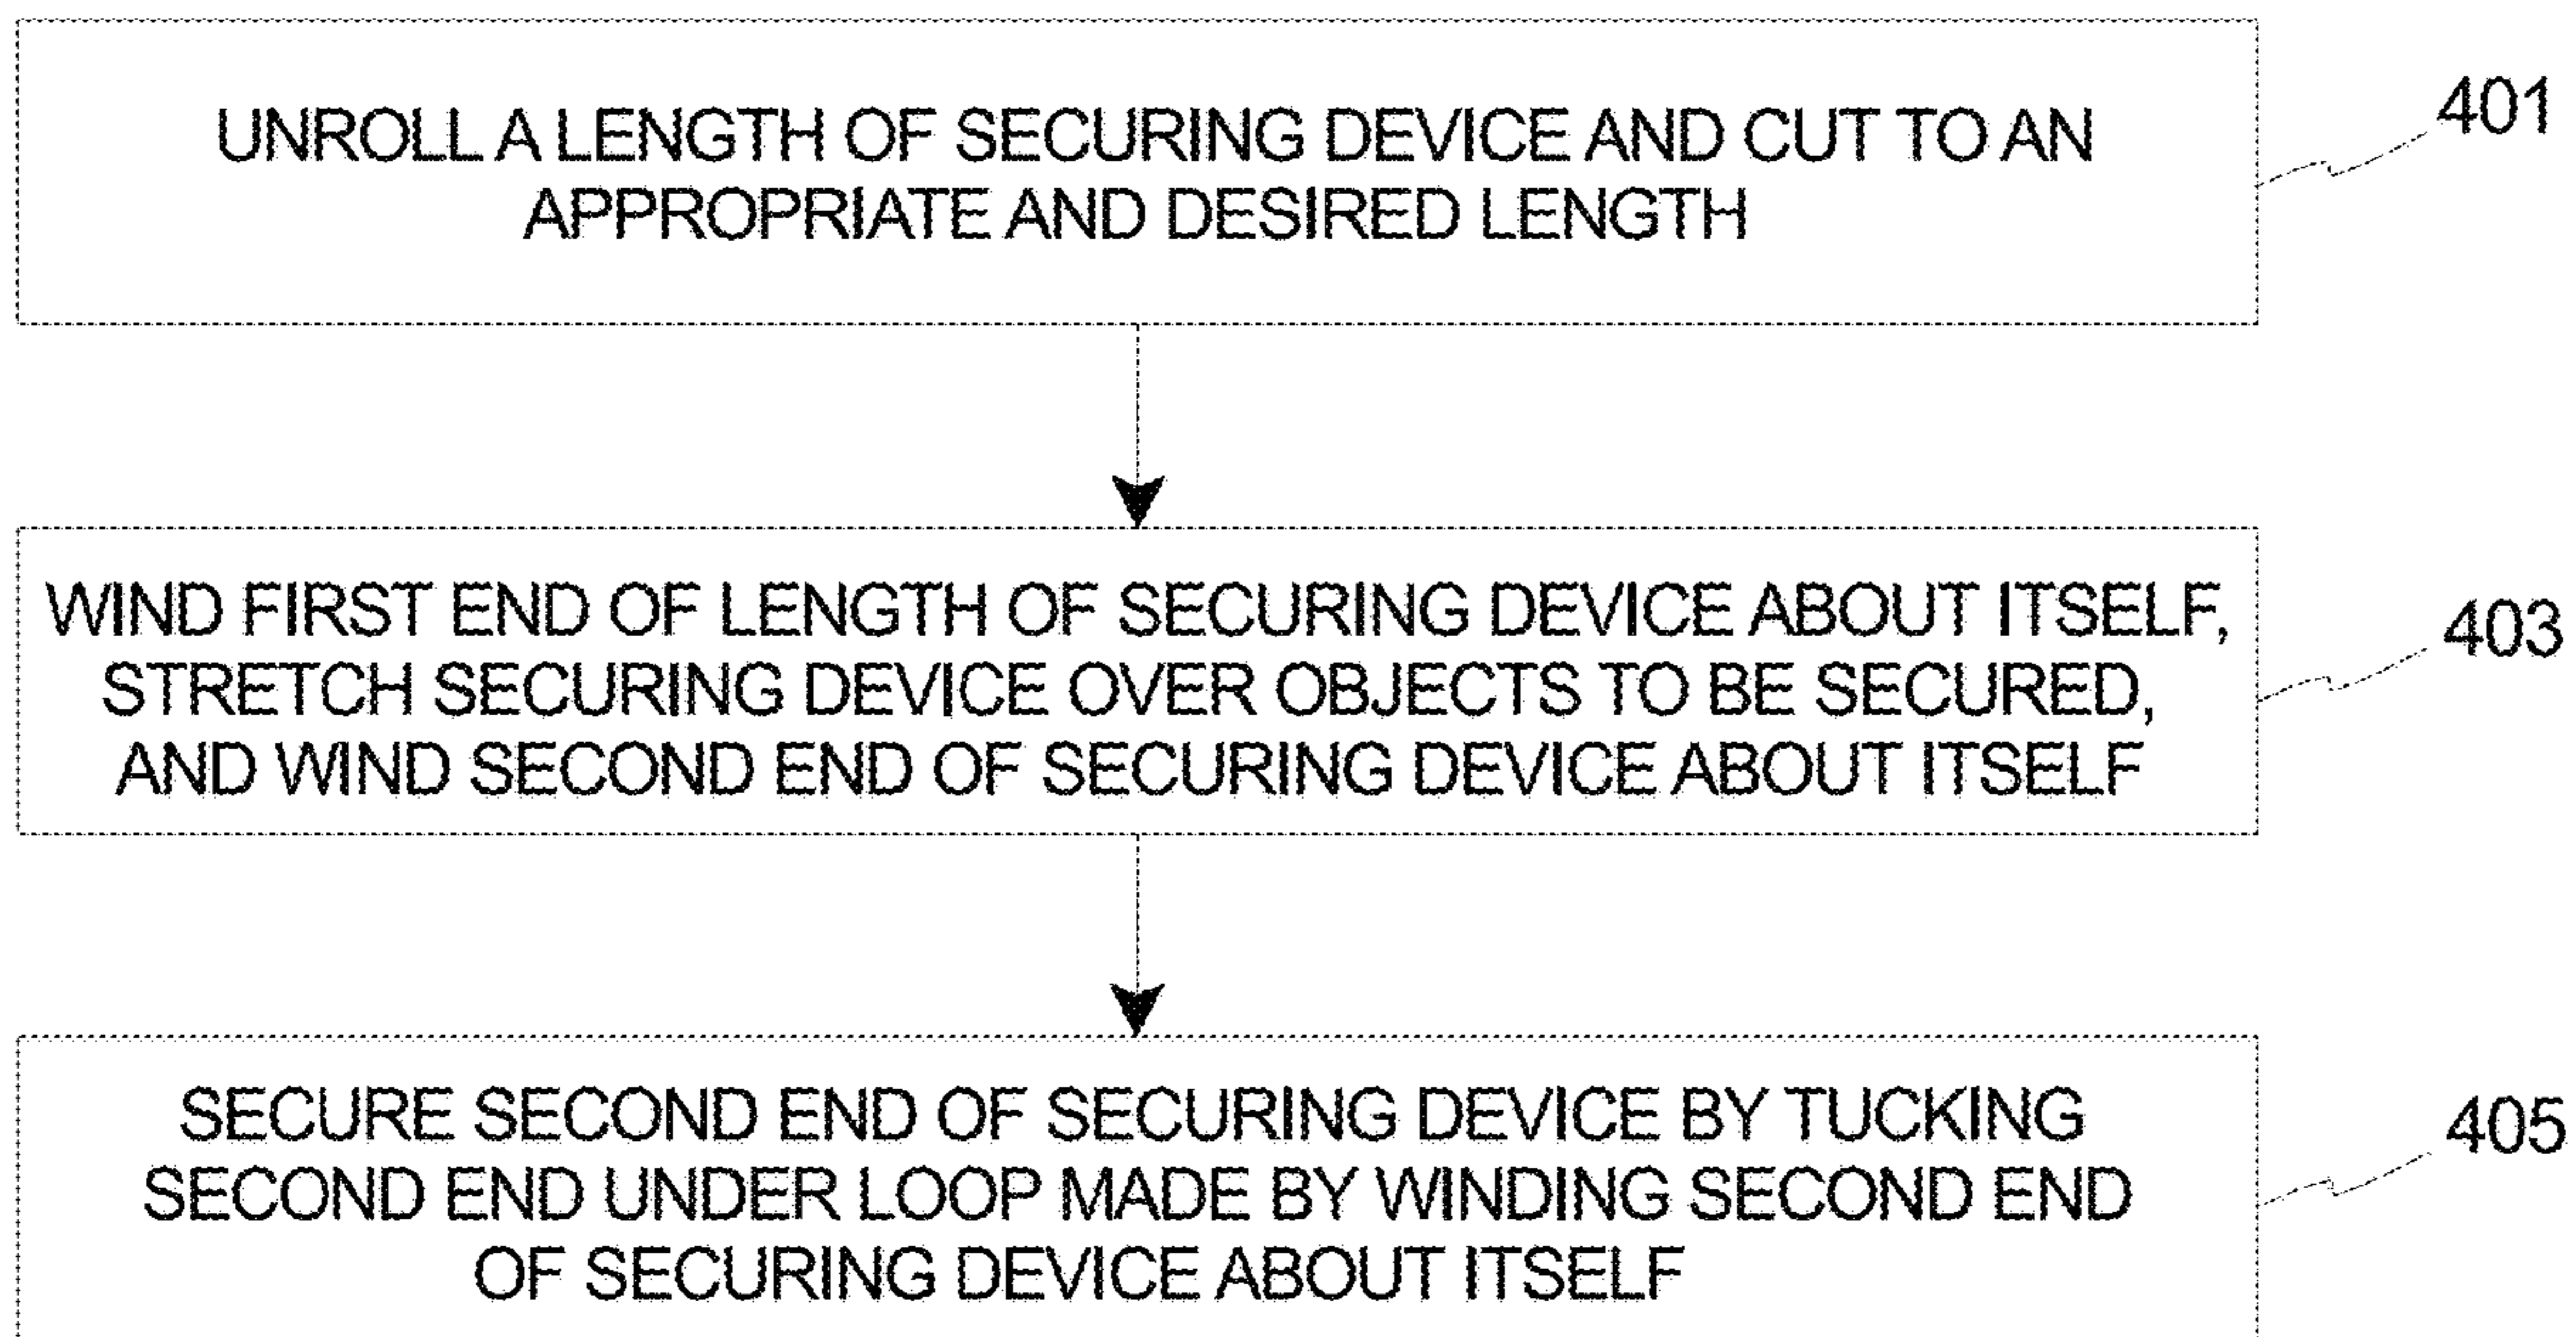 UNROLL A LENGTH OF SECURING DEVICE AND CUT TO AN
APPROPRIATE AND DESIRED LENGTH
401
WIND FIRST END OF LENGTH OF SECURING DEVICE ABOUT ITSELF,
STRETCH SECURING DEVICE OVER OBJECTS TO BE SECURED,
AND WIND SECOND END OF SECURING DEVICE ABOUT ITSELF
403
SECURE SECOND END OF SECURING DEVICE BY TUCKING
SECOND END UNDER LOOP MADE BY WINDING SECOND END
OF SECURING DEVICE ABOUT ITSELF
405